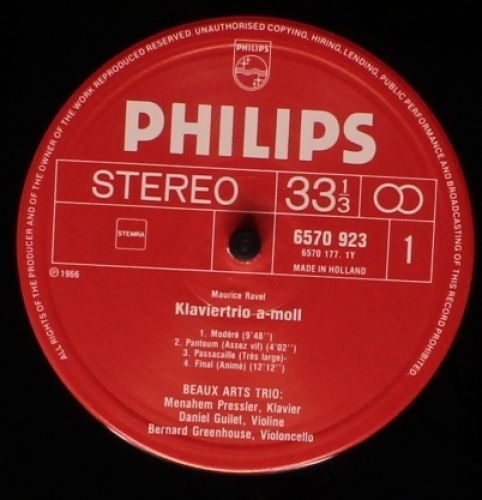 ALL RIGHTS OF THE PRODUCER AND OF THE OWNER OF THE WORK REPRODUCED RESERVED. UNAUTHORISED COPYING, HIRING, LENDING, PUBLIC PERFORMANCE AND BROADCASTING OF THIS RECORD PROHIBITED.
PHILIPS
PHILIPS
STEREO 33 1/3
STEMRA
6570 923
6570 177. 1Y
MADE IN HOLLAND
1
℗ 1966
Maurice Ravel
Klaviertrio a-moll
1. Modéré (9'48'')
2. Pantoum (Assez vif) (4'02'')
3. Passacaille (Très large)-
4. Final (Animé) (12'12'')
BEAUX ARTS TRIO:
Menahem Pressler, Klavier
Daniel Guilet, Violine
Bernard Greenhouse, Violoncello